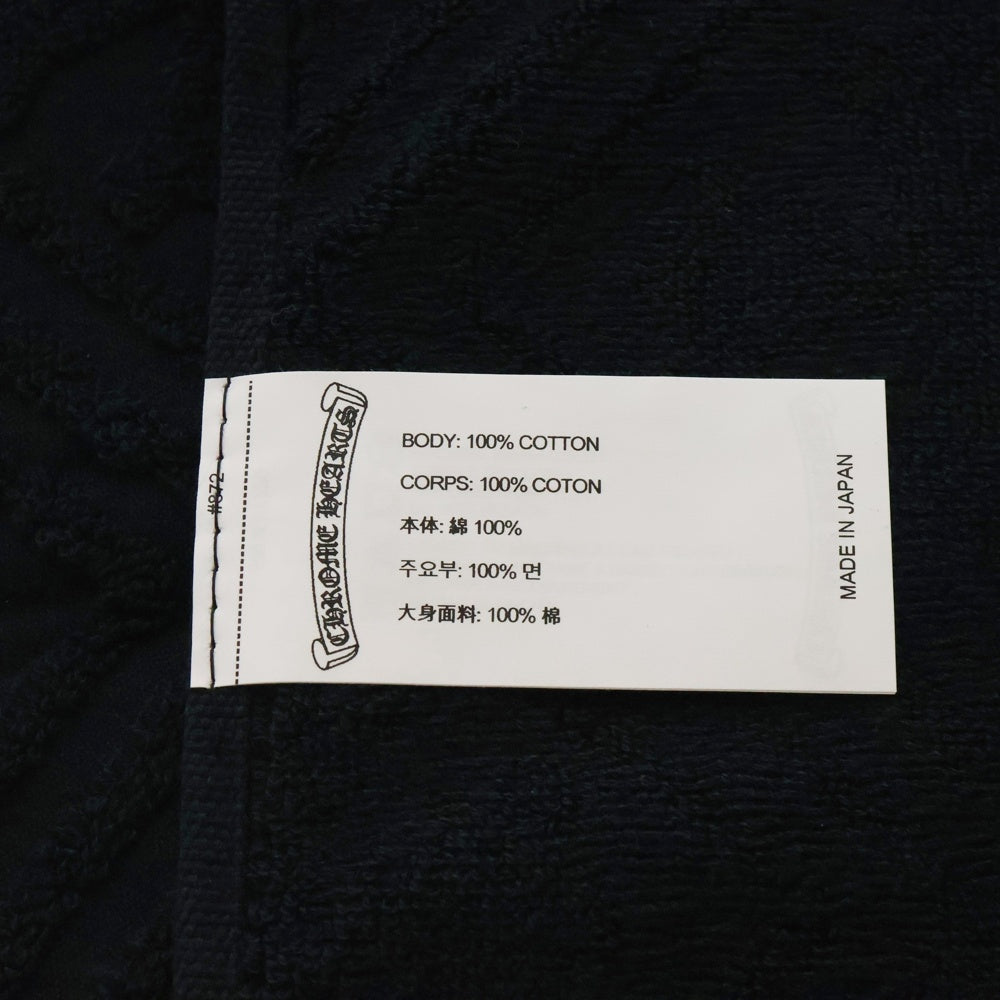 #872
CHROME HEARTS
BODY: 100% COTTON
CORPS: 100% COTON
本体: 綿 100%
주요부: 100% 면
大身面料: 100% 棉
MADE IN JAPAN